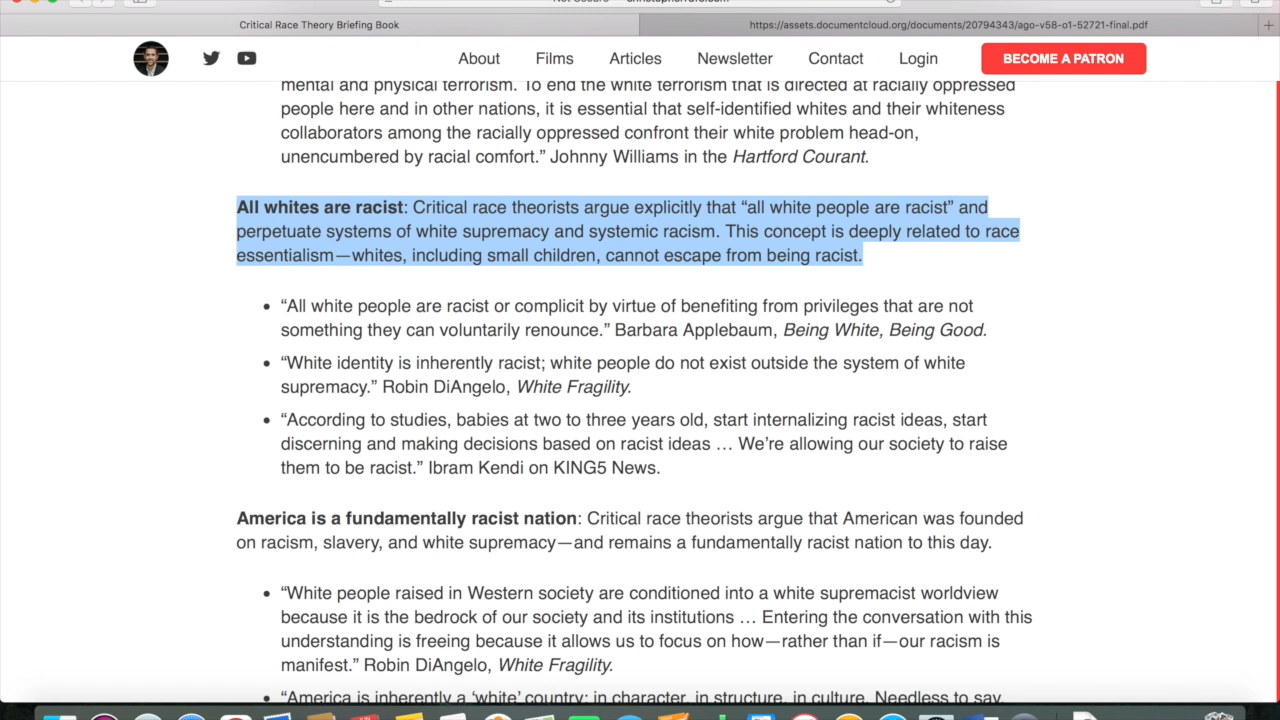 Critical Race Theory Briefing Book
https://assets.documentcloud.org/documents/20794343/ago-v58-o1-52721-final.pdf
About Films Articles Newsletter Contact Login BECOME A PATRON
mental and physical terrorism. To end the white terrorism that is directed at racially oppressed
people here and in other nations, it is essential that self-identified whites and their whiteness
collaborators among the racially oppressed confront their white problem head-on,
unencumbered by racial comfort.” Johnny Williams in the Hartford Courant.
All whites are racist: Critical race theorists argue explicitly that “all white people are racist” and
perpetuate systems of white supremacy and systemic racism. This concept is deeply related to race
essentialism—whites, including small children, cannot escape from being racist.
• “All white people are racist or complicit by virtue of benefiting from privileges that are not
something they can voluntarily renounce.” Barbara Applebaum, Being White, Being Good.
• “White identity is inherently racist; white people do not exist outside the system of white
supremacy.” Robin DiAngelo, White Fragility.
• “According to studies, babies at two to three years old, start internalizing racist ideas, start
discerning and making decisions based on racist ideas … We’re allowing our society to raise
them to be racist.” Ibram Kendi on KING5 News.
America is a fundamentally racist nation: Critical race theorists argue that American was founded
on racism, slavery, and white supremacy—and remains a fundamentally racist nation to this day.
• “White people raised in Western society are conditioned into a white supremacist worldview
because it is the bedrock of our society and its institutions … Entering the conversation with this
understanding is freeing because it allows us to focus on how—rather than if—our racism is
manifest.” Robin DiAngelo, White Fragility.
• “America is inherently a ‘white’ country: in character, in structure, in culture. Needless to say,